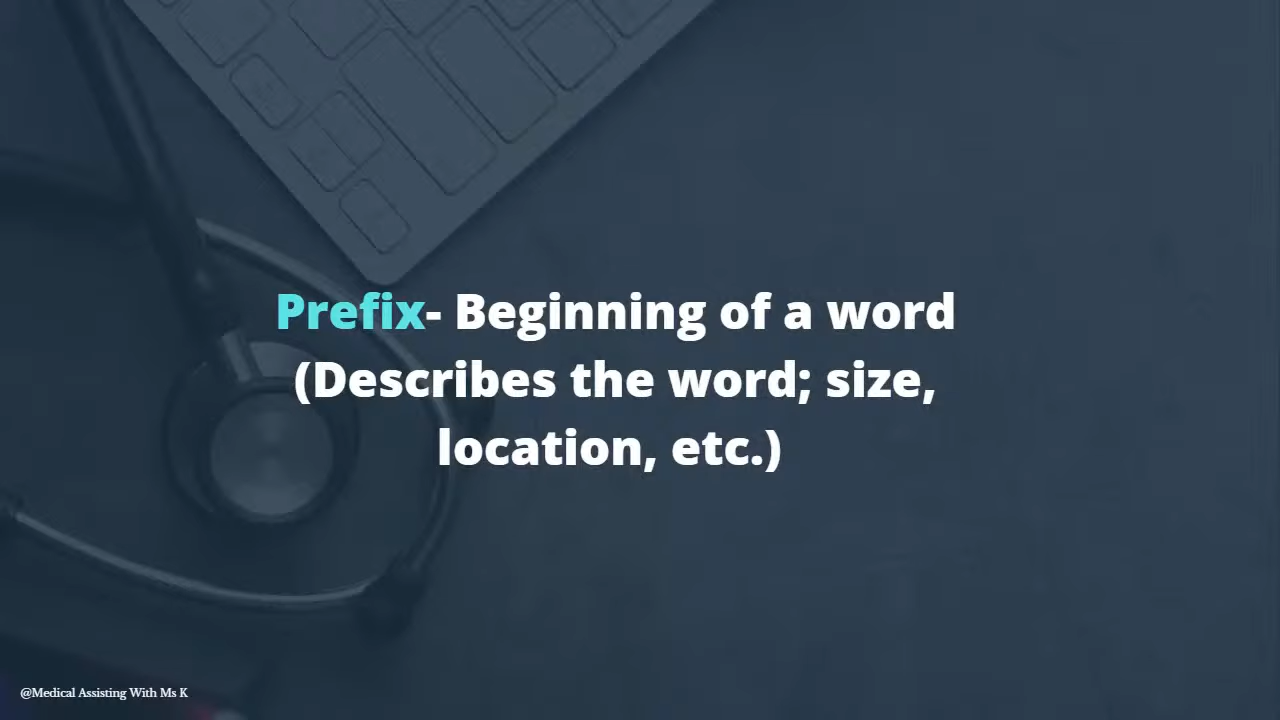 Prefix- Beginning of a word
(Describes the word; size,
location, etc.)
@Medical Assisting With Ms K